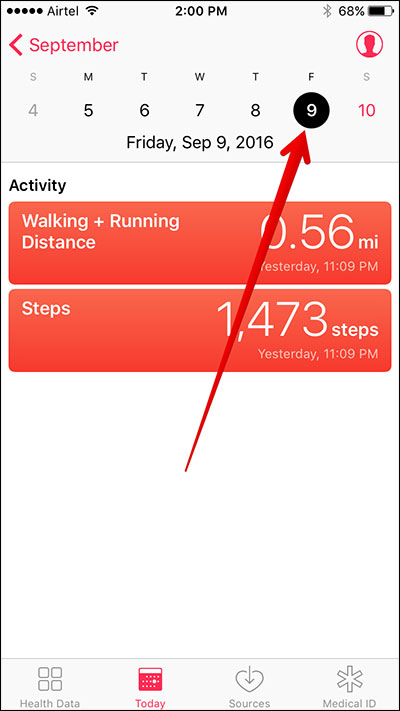 Airtel 2:00 PM 68%
September
S M T W T F S
4 5 6 7 8 9 10
Friday, Sep 9, 2016
Activity
Walking + Running
Distance
0.56 mi
Yesterday, 11:09 PM
Steps
1,473 steps
Yesterday, 11:09 PM
Health Data Today Sources Medical ID